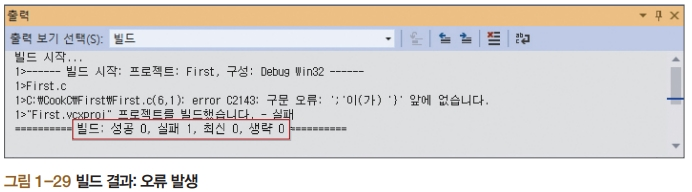 출력
출력 보기 선택(S): 빌드
빌드 시작...
1>------ 빌드 시작: 프로젝트: First, 구성: Debug Win32 ------
1>First.c
1>C:\CookC\First\First.c(6,1): error C2143: 구문 오류: ';'이(가) '}' 앞에 없습니다.
1>"First.vcxproj" 프로젝트를 빌드했습니다. - 실패
========== 빌드: 성공 0, 실패 1, 최신 0, 생략 0 ==========
그림 1-29 빌드 결과: 오류 발생